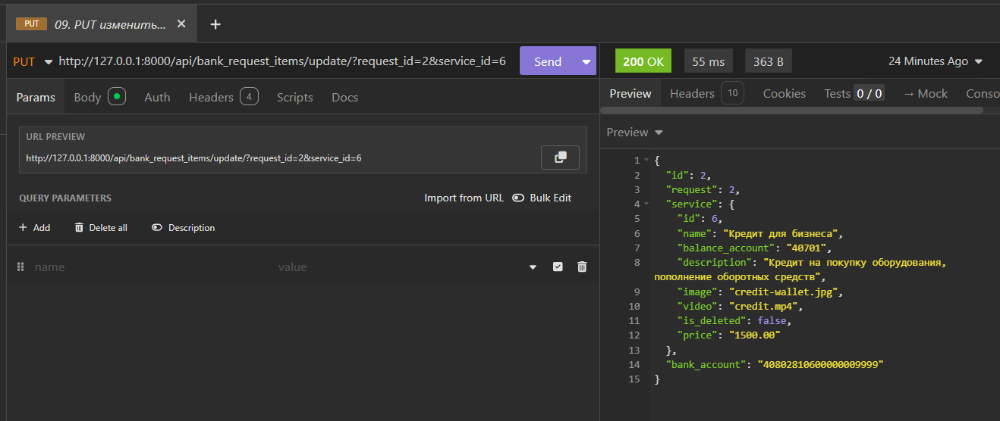 PUT 09. PUT изменить...
PUT http://127.0.0.1:8000/api/bank_request_items/update/?request_id=2&service_id=6 Send
Params Body Auth Headers 4 Scripts Docs
URL PREVIEW
http://127.0.0.1:8000/api/bank_request_items/update/?request_id=2&service_id=6
QUERY PARAMETERS Import from URL Bulk Edit
+ Add Delete all Description
name value
200 OK 55 ms 363 B 24 Minutes Ago
Preview Headers 10 Cookies Tests 0 / 0 → Mock Conso
Preview
1 {
2 "id": 2,
3 "request": 2,
4 "service": {
5 "id": 6,
6 "name": "Кредит для бизнеса",
7 "balance_account": "40701",
8 "description": "Кредит на покупку оборудования,
пополнение оборотных средств",
9 "image": "credit-wallet.jpg",
10 "video": "credit.mp4",
11 "is_deleted": false,
12 "price": "1500.00"
13 },
14 "bank_account": "40802810600000009999"
15 }